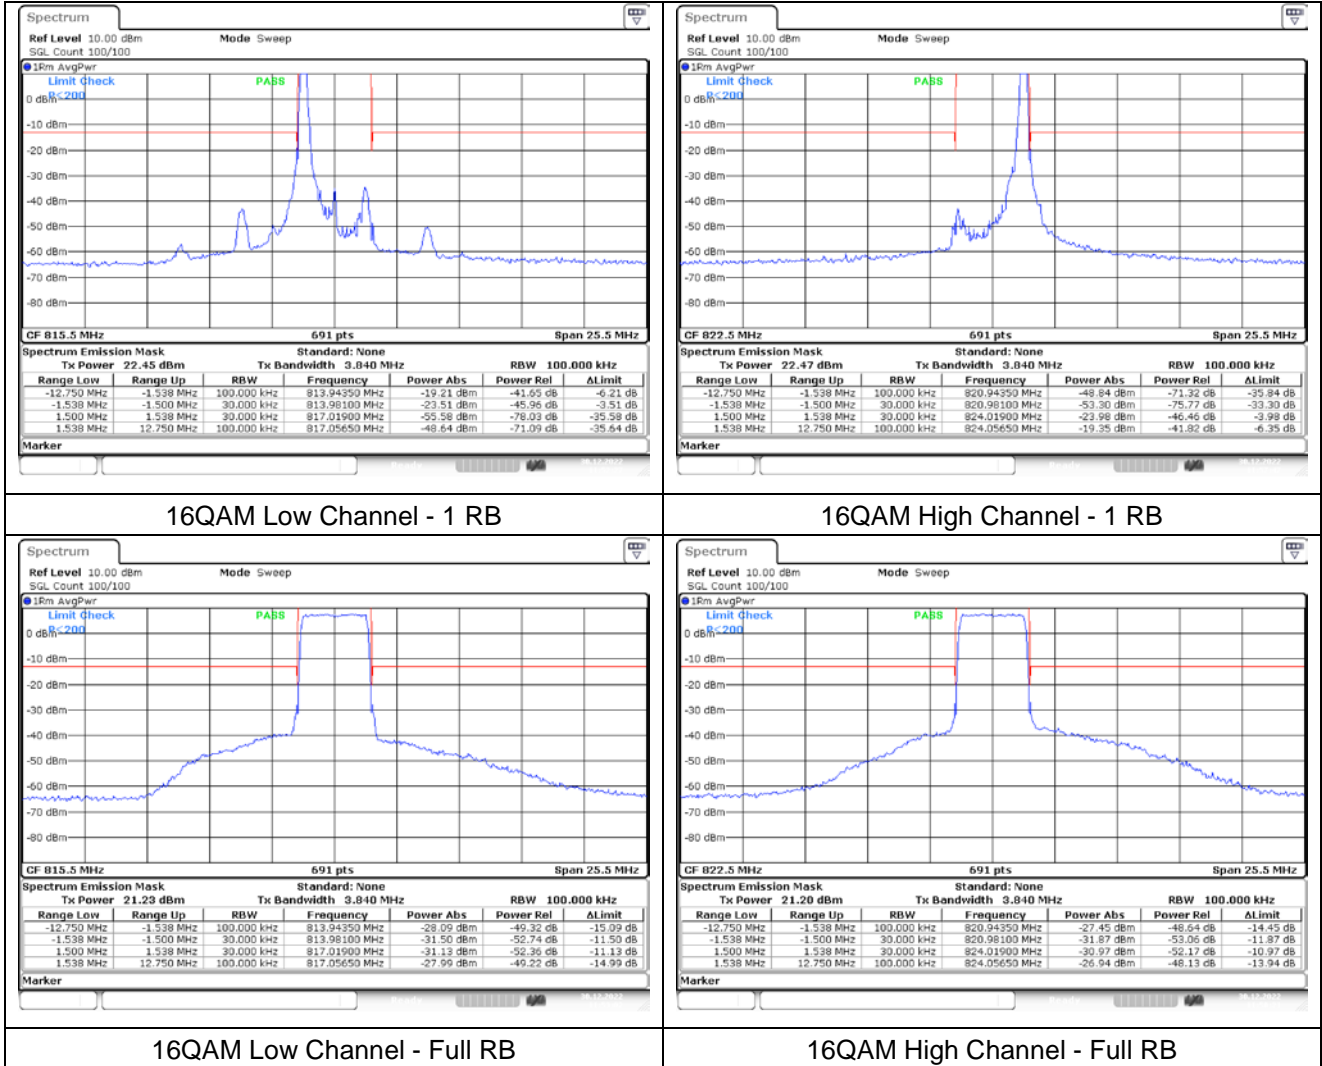 Spectrum
Ref Level 10.00 dBm Mode Sweep
SGL Count 100/100
1Rm AvgPwr
Limit Check PASS
P<200
0 dBm
-10 dBm
-20 dBm
-30 dBm
-40 dBm
-50 dBm
-60 dBm
-70 dBm
-80 dBm
CF 815.5 MHz 691 pts Span 25.5 MHz
Spectrum Emission Mask Standard: None
Tx Power 22.45 dBm Tx Bandwidth 3.840 MHz RBW 100.000 kHz
Range Low Range Up RBW Frequency Power Abs Power Rel ΔLimit
-12.750 MHz -1.538 MHz 100.000 kHz 813.94350 MHz -19.21 dBm -41.65 dB -6.21 dB
-1.538 MHz -1.500 MHz 30.000 kHz 813.98100 MHz -23.51 dBm -45.96 dB -3.51 dB
1.500 MHz 1.538 MHz 30.000 kHz 817.01900 MHz -55.58 dBm -78.03 dB -35.58 dB
1.538 MHz 12.750 MHz 100.000 kHz 817.05650 MHz -48.64 dBm -71.09 dB -35.64 dB
Marker
16QAM Low Channel - 1 RB
Spectrum
Ref Level 10.00 dBm Mode Sweep
SGL Count 100/100
1Rm AvgPwr
Limit Check PASS
P<200
0 dBm
-10 dBm
-20 dBm
-30 dBm
-40 dBm
-50 dBm
-60 dBm
-70 dBm
-80 dBm
CF 822.5 MHz 691 pts Span 25.5 MHz
Spectrum Emission Mask Standard: None
Tx Power 22.47 dBm Tx Bandwidth 3.840 MHz RBW 100.000 kHz
Range Low Range Up RBW Frequency Power Abs Power Rel ΔLimit
-12.750 MHz -1.538 MHz 100.000 kHz 820.94350 MHz -48.84 dBm -71.32 dB -35.84 dB
-1.538 MHz -1.500 MHz 30.000 kHz 820.98100 MHz -53.30 dBm -75.77 dB -33.30 dB
1.500 MHz 1.538 MHz 30.000 kHz 824.01900 MHz -23.98 dBm -46.46 dB -3.98 dB
1.538 MHz 12.750 MHz 100.000 kHz 824.05650 MHz -19.35 dBm -41.82 dB -6.35 dB
Marker
16QAM High Channel - 1 RB
Spectrum
Ref Level 10.00 dBm Mode Sweep
SGL Count 100/100
1Rm AvgPwr
Limit Check PASS
P<200
0 dBm
-10 dBm
-20 dBm
-30 dBm
-40 dBm
-50 dBm
-60 dBm
-70 dBm
-80 dBm
CF 815.5 MHz 691 pts Span 25.5 MHz
Spectrum Emission Mask Standard: None
Tx Power 21.23 dBm Tx Bandwidth 3.840 MHz RBW 100.000 kHz
Range Low Range Up RBW Frequency Power Abs Power Rel ΔLimit
-12.750 MHz -1.538 MHz 100.000 kHz 813.94350 MHz -28.09 dBm -49.32 dB -15.09 dB
-1.538 MHz -1.500 MHz 30.000 kHz 813.98100 MHz -31.50 dBm -52.74 dB -11.50 dB
1.500 MHz 1.538 MHz 30.000 kHz 817.01900 MHz -31.13 dBm -52.36 dB -11.13 dB
1.538 MHz 12.750 MHz 100.000 kHz 817.05650 MHz -27.99 dBm -49.22 dB -14.99 dB
Marker
16QAM Low Channel - Full RB
Spectrum
Ref Level 10.00 dBm Mode Sweep
SGL Count 100/100
1Rm AvgPwr
Limit Check PASS
P<200
0 dBm
-10 dBm
-20 dBm
-30 dBm
-40 dBm
-50 dBm
-60 dBm
-70 dBm
-80 dBm
CF 822.5 MHz 691 pts Span 25.5 MHz
Spectrum Emission Mask Standard: None
Tx Power 21.20 dBm Tx Bandwidth 3.840 MHz RBW 100.000 kHz
Range Low Range Up RBW Frequency Power Abs Power Rel ΔLimit
-12.750 MHz -1.538 MHz 100.000 kHz 820.94350 MHz -27.45 dBm -48.64 dB -14.45 dB
-1.538 MHz -1.500 MHz 30.000 kHz 820.98100 MHz -31.87 dBm -53.06 dB -11.87 dB
1.500 MHz 1.538 MHz 30.000 kHz 824.01900 MHz -30.97 dBm -52.17 dB -10.97 dB
1.538 MHz 12.750 MHz 100.000 kHz 824.05650 MHz -26.94 dBm -48.13 dB -13.94 dB
Marker
16QAM High Channel - Full RB